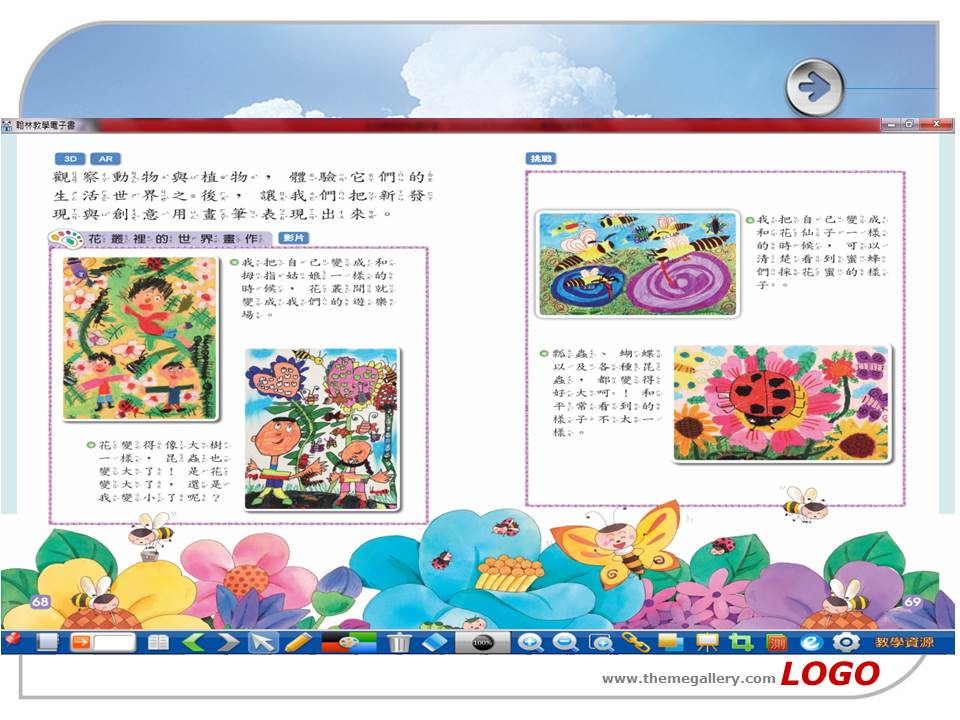 翰林教學電子書
3D AR
觀察動物與植物，體驗它們的
生活世界之後，讓我們把新發
現與創意用畫筆表現出來。
花叢裡的世界畫作 影片
我把自己變成和
拇指姑娘一樣的
時候，花叢間就
變成我們的遊樂
場。
花變得像大樹
一樣，昆蟲也
變大了！是花
變大了，還是
我變小了呢？
68
挑戰
我把自己變成
和花仙子一樣
的時候，可以
清楚看到蜜蜂
們採花蜜的樣
子。
瓢蟲、蝴蝶
以及各種昆
蟲，都變得
好大呵！和
平常看到的
樣子不太一
樣。
69
100%
測
教學資源
www.themegallery.com LOGO